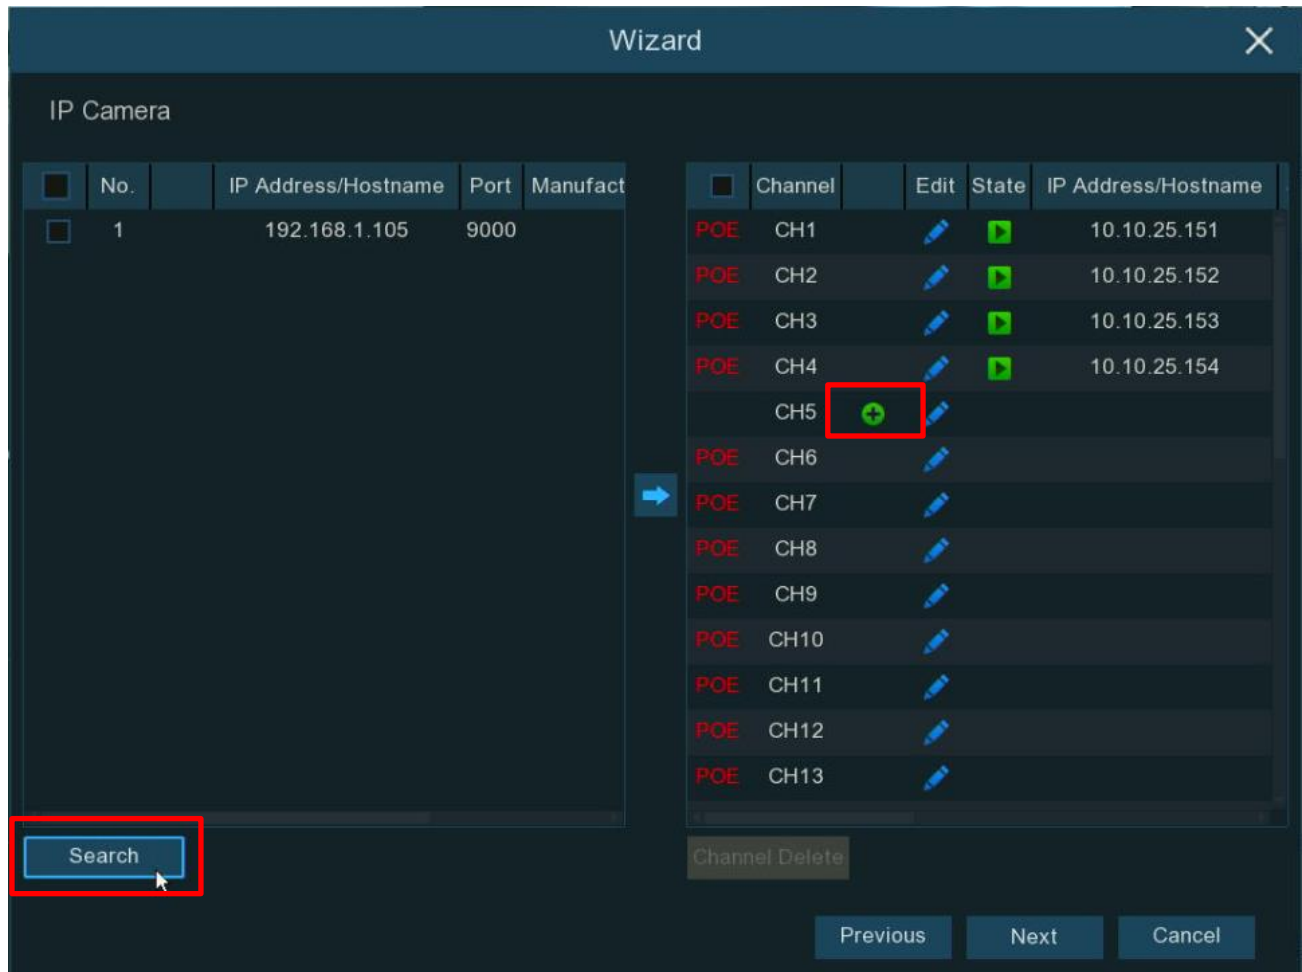 Wizard
IP Camera
No. IP Address/Hostname Port Manufact
1 192.168.1.105 9000
Channel Edit State IP Address/Hostname
POE CH1 10.10.25.151
POE CH2 10.10.25.152
POE CH3 10.10.25.153
POE CH4 10.10.25.154
CH5
POE CH6
POE CH7
POE CH8
POE CH9
POE CH10
POE CH11
POE CH12
POE CH13
Search
Channel Delete
Previous Next Cancel